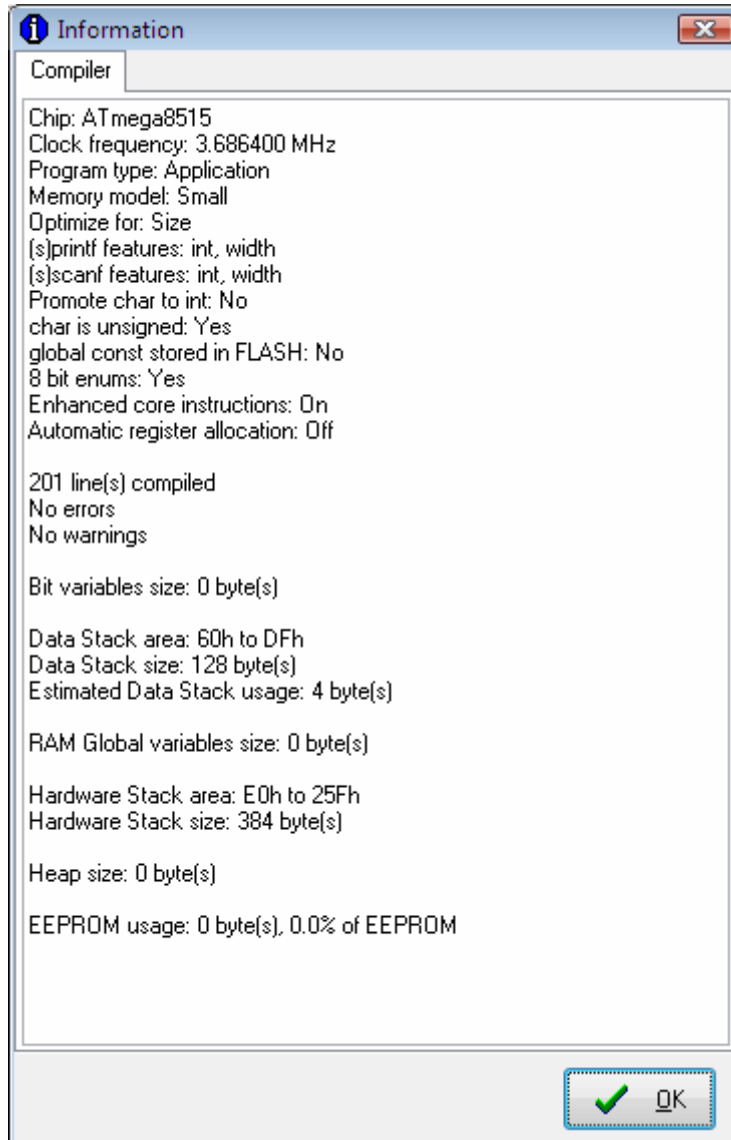 Information
Compiler
Chip: ATmega8515
Clock frequency: 3.686400 MHz
Program type: Application
Memory model: Small
Optimize for: Size
(s)printf features: int, width
(s)scanf features: int, width
Promote char to int: No
char is unsigned: Yes
global const stored in FLASH: No
8 bit enums: Yes
Enhanced core instructions: On
Automatic register allocation: Off
201 line(s) compiled
No errors
No warnings
Bit variables size: 0 byte(s)
Data Stack area: 60h to DFh
Data Stack size: 128 byte(s)
Estimated Data Stack usage: 4 byte(s)
RAM Global variables size: 0 byte(s)
Hardware Stack area: E0h to 25Fh
Hardware Stack size: 384 byte(s)
Heap size: 0 byte(s)
EEPROM usage: 0 byte(s), 0.0% of EEPROM
OK